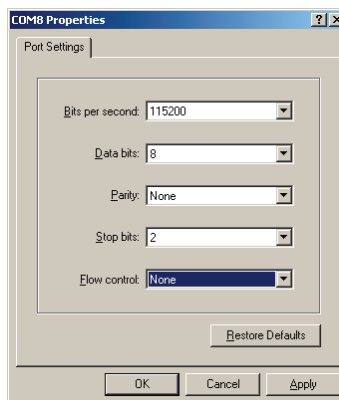 COM8 Properties
Port Settings
Bits per second: 115200
Data bits: 8
Parity: None
Stop bits: 2
Flow control: None
Restore Defaults
OK Cancel Apply